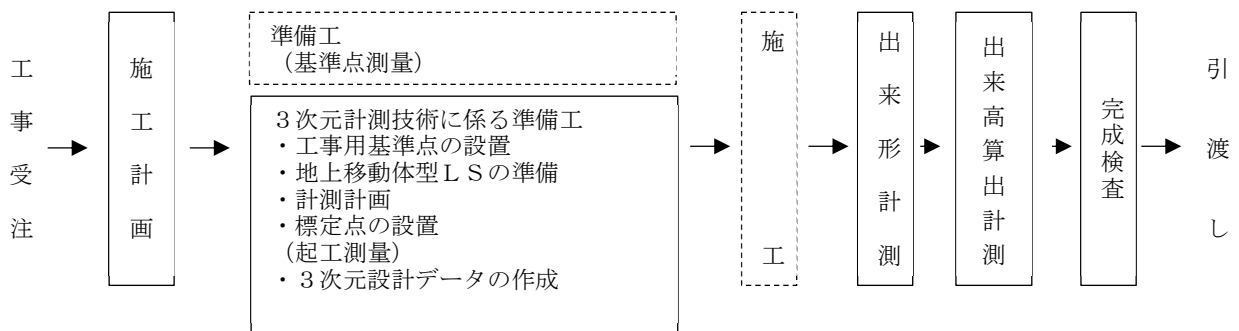 工事受注
施工計画
準備工
(基準点測量)
3次元計測技術に係る準備工
・工事用基準点の設置
・地上移動体型LSの準備
・計測計画
・標定点の設置
(起工測量)
・3次元設計データの作成
施工
出来形計測
出来高算出計測
完成検査
引渡し